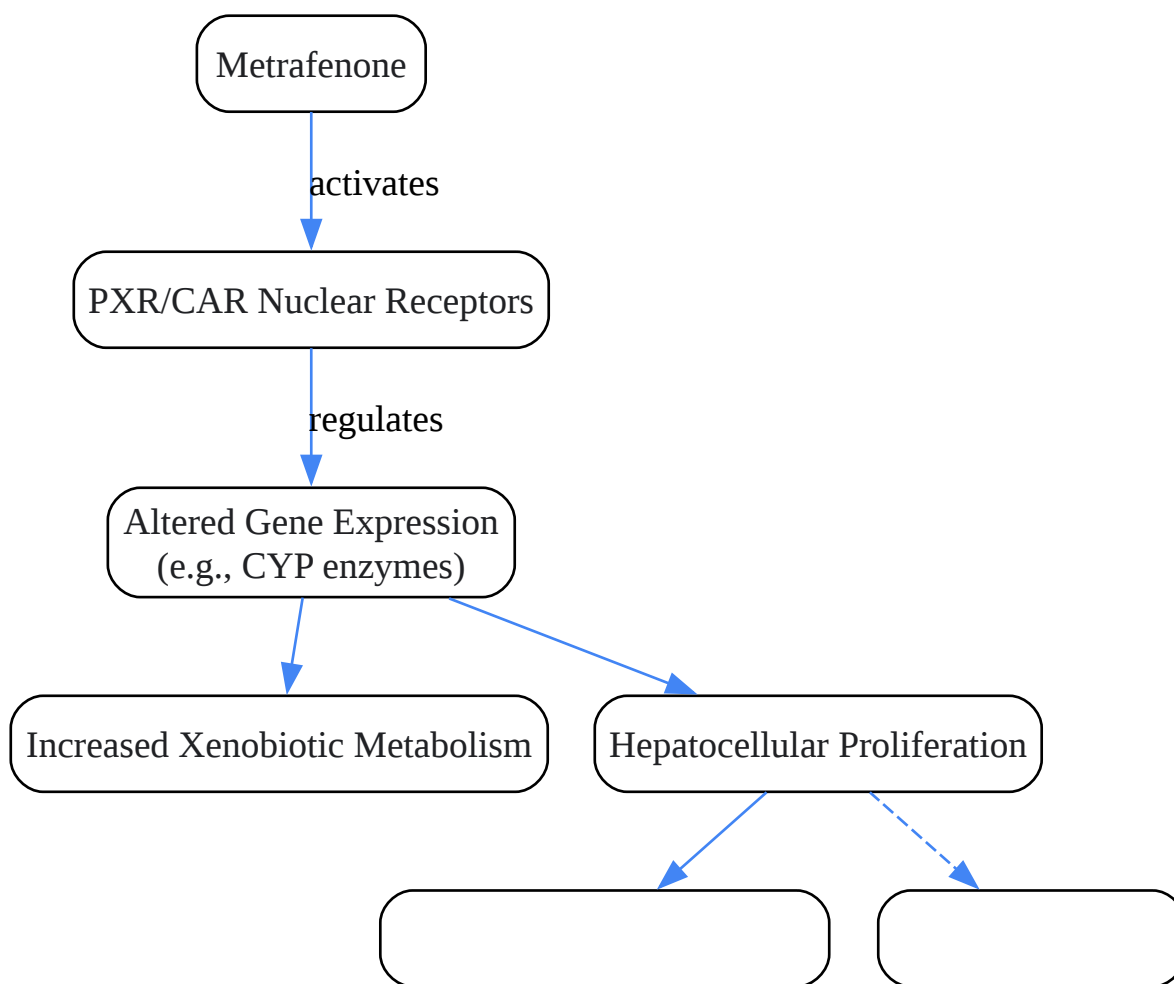 Metrafenone
activates
PXR/CAR Nuclear Receptors
regulates
Altered Gene Expression
(e.g., CYP enzymes)
Increased Xenobiotic Metabolism
Hepatocellular Proliferation